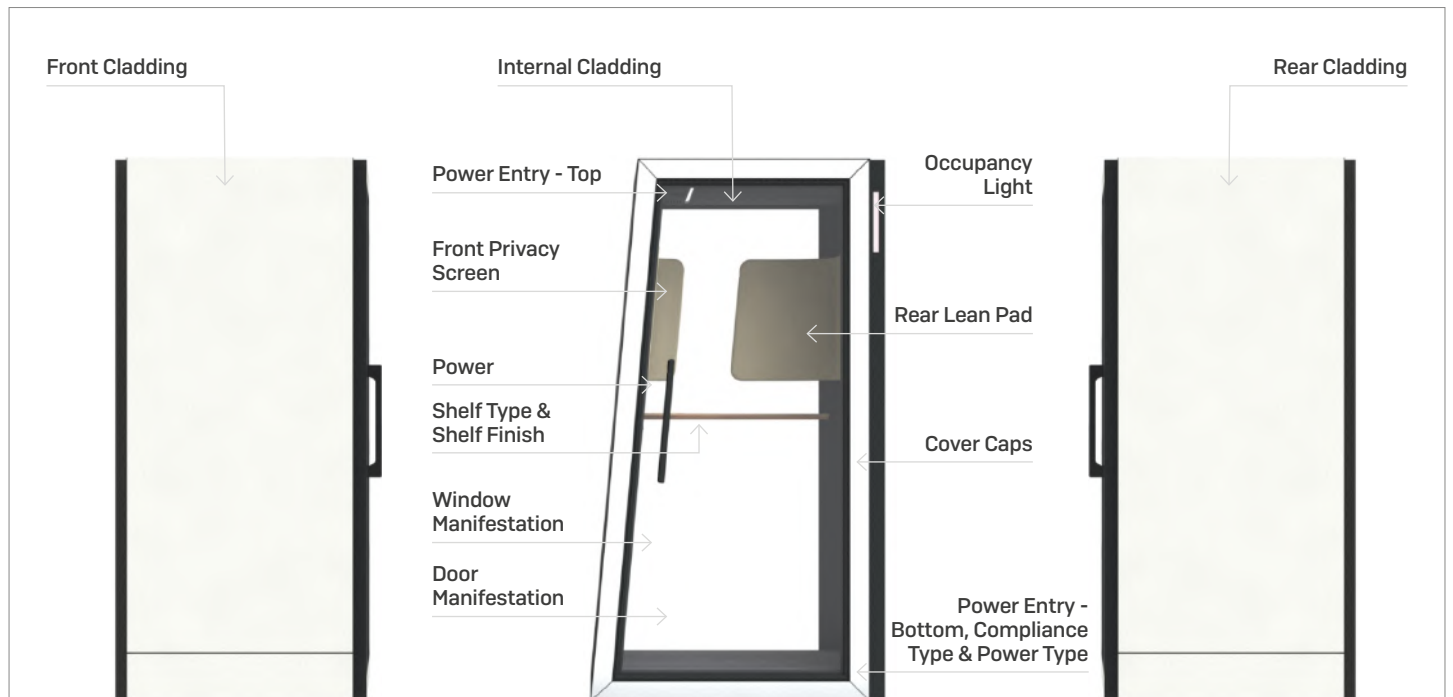 Front Cladding
Internal Cladding
Rear Cladding
Power Entry - Top
Occupancy
Light
Front Privacy
Screen
Rear Lean Pad
Power
Shelf Type &
Shelf Finish
Cover Caps
Window
Manifestation
Door
Manifestation
Power Entry -
Bottom, Compliance
Type & Power Type